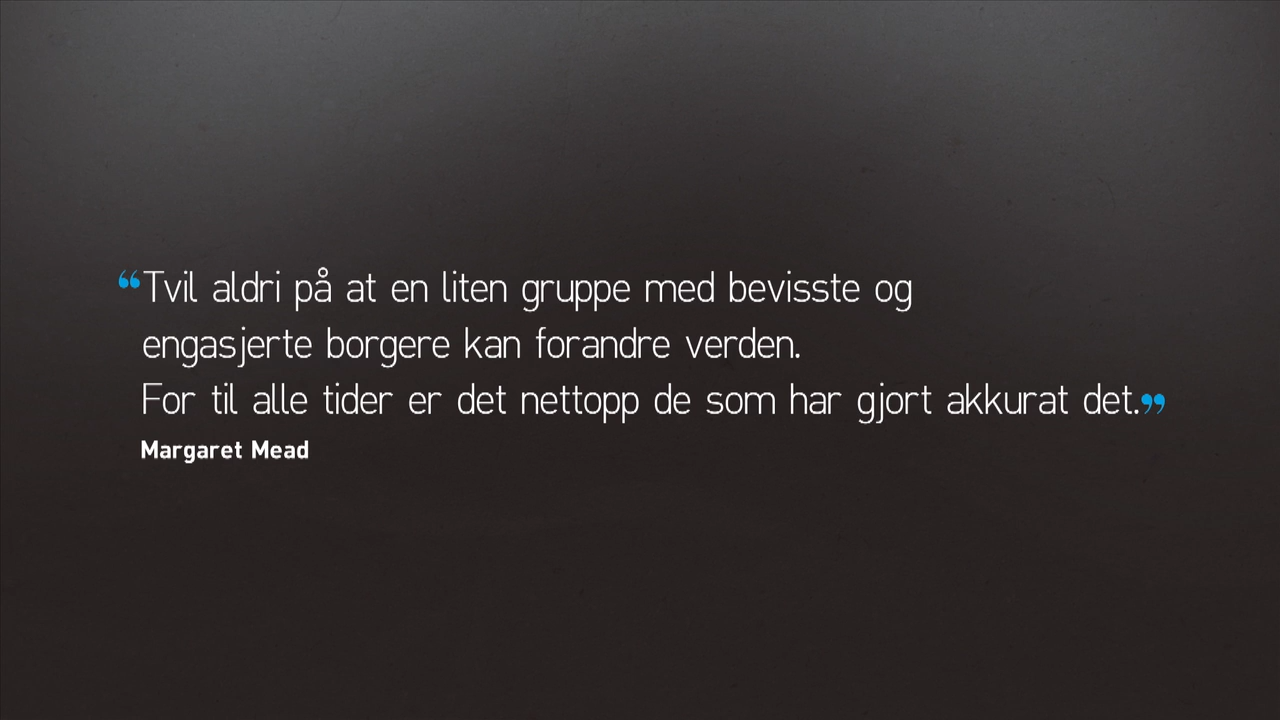 “Tvil aldri på at en liten gruppe med bevisste og
engasjerte borgere kan forandre verden.
For til alle tider er det nettopp de som har gjort akkurat det.”
Margaret Mead